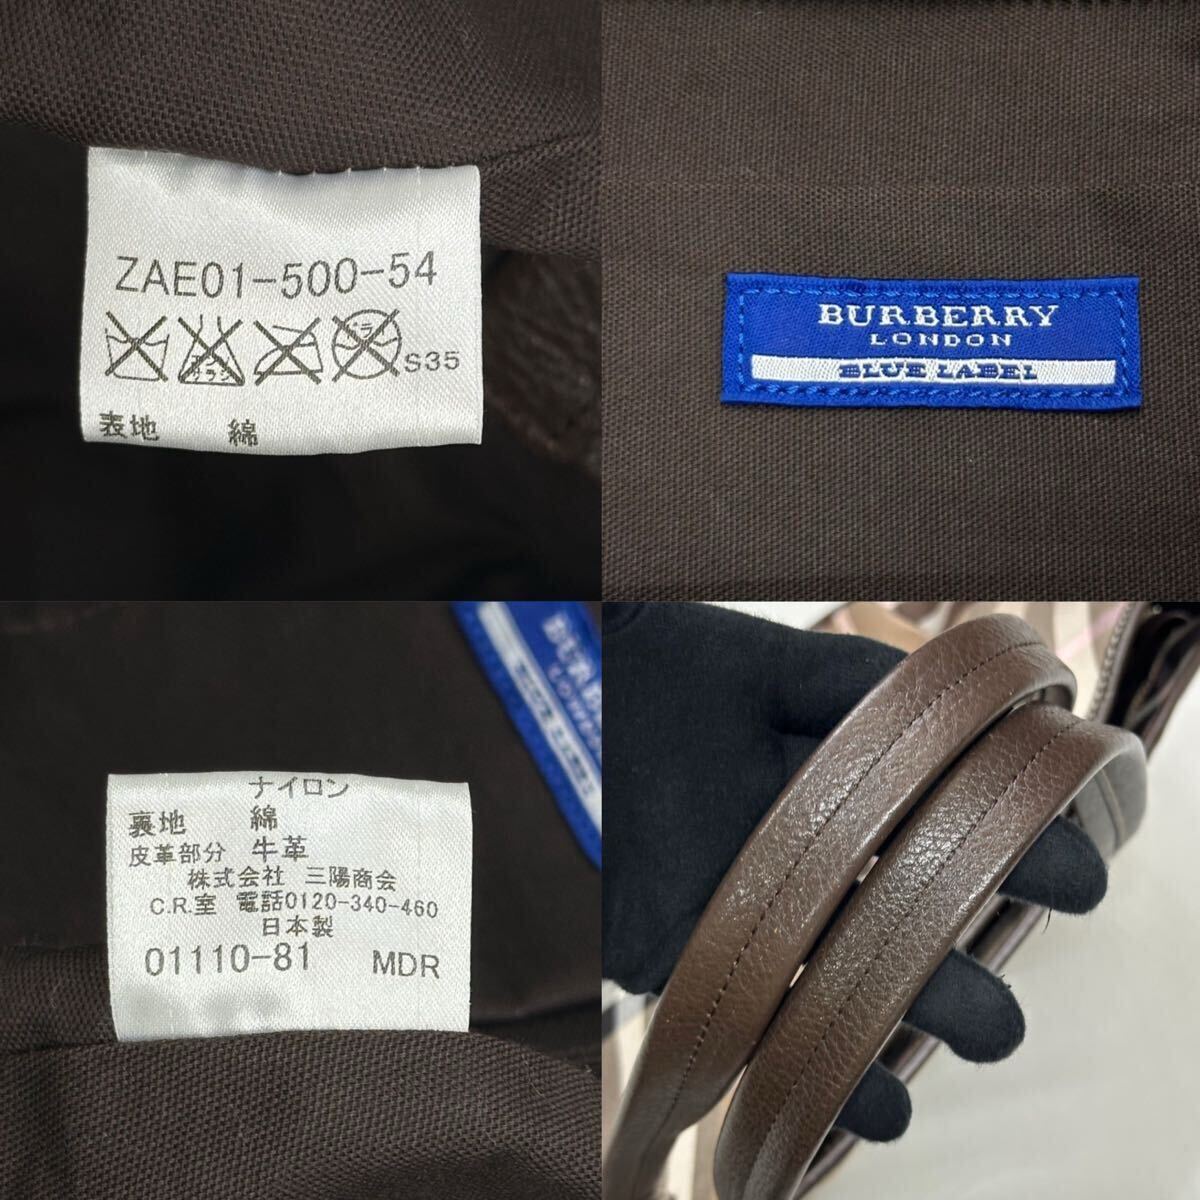 ZAE01-500-54
S35
表地 綿
BURBERRY
LONDON
BLUE LABEL
ナイロン
裏地 綿
皮革部分 牛革
株式会社 三陽商会
C.R.室 電話0120-340-460
日本製
01110-81 MDR